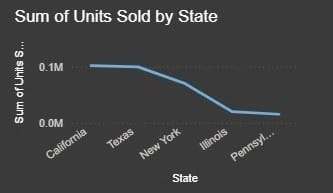 Sum of Units Sold by State
Sum of Units S...
0.1M
0.0M
California
Texas
New York
Illinois
Pennsyl...
State